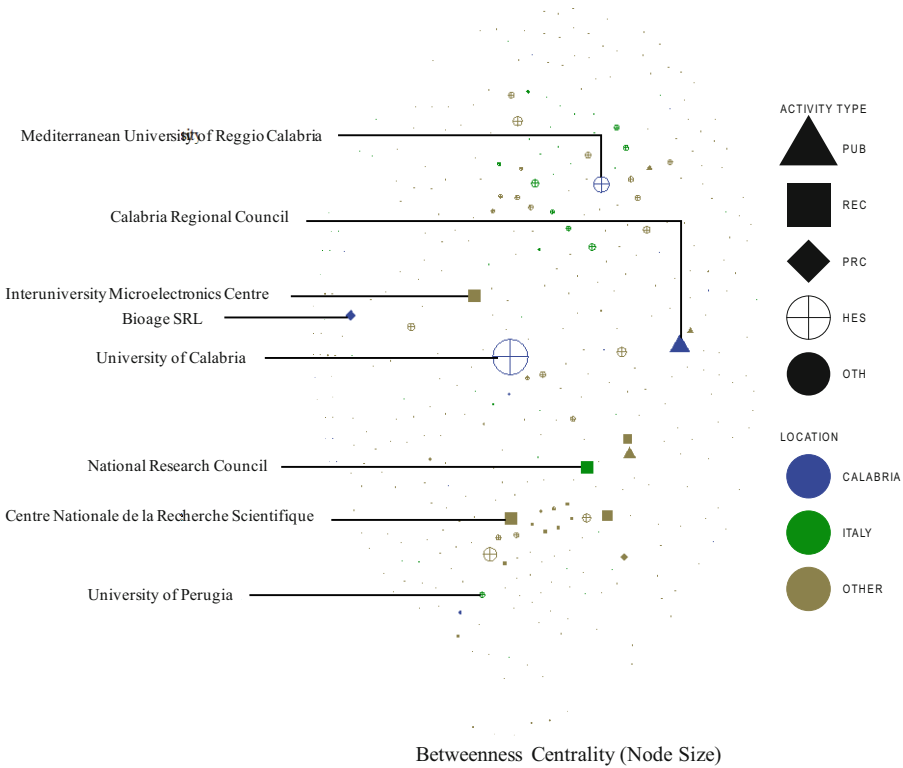 Mediterranean University of Reggio Calabria
Calabria Regional Council
Interuniversity Microelectronics Centre
Bioage SRL
University of Calabria
National Research Council
Centre Nationale de la Recherche Scientifique
University of Perugia
ACTIVITY TYPE
PUB
REC
PRC
HES
OTH
LOCATION
CALABRIA
ITALY
OTHER
Betweenness Centrality (Node Size)